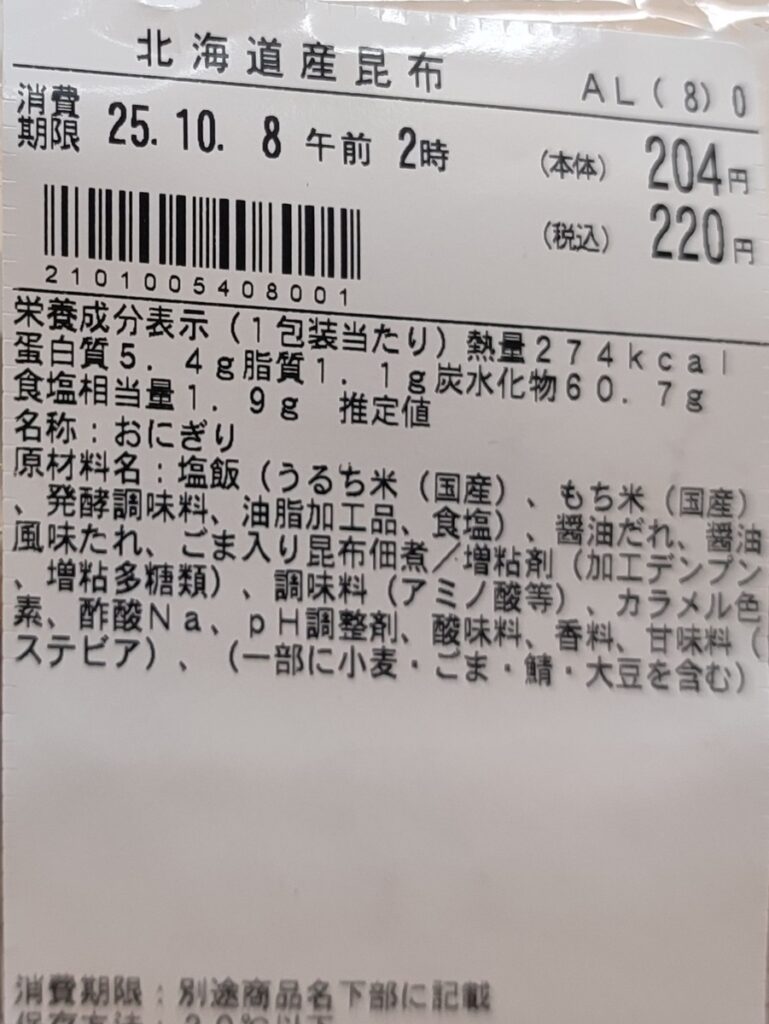 北海道産昆布 AL(8)0
消費期限 25.10.8 午前2時
(本体) 204円
(税込) 220円
2101005408001
栄養成分表示(1包装当たり)熱量274kcal
蛋白質5.4g脂質1.1g炭水化物60.7g
食塩相当量1.9g 推定値
名称:おにぎり
原材料名:塩飯(うるち米(国産)、もち米(国産)
、発酵調味料、油脂加工品、食塩)、醤油だれ、醤油
風味たれ、ごま入り昆布佃煮/増粘剤(加工デンプン
、増粘多糖類)、調味料(アミノ酸等)、カラメル色
素、酢酸Na、pH調整剤、酸味料、香料、甘味料(
ステビア)、(一部に小麦・ごま・鯖・大豆を含む)
消費期限:別途商品名下部に記載